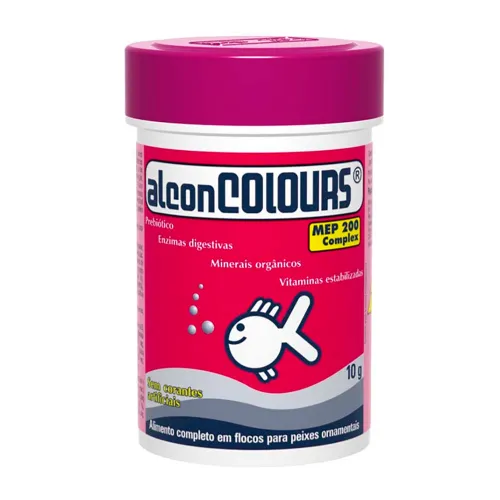 alconCOLOURS®
MEP 200
Complex
Prebiótico
Enzimas digestivas
Minerais orgânicos
Vitaminas estabilizadas
Sem corantes
artificiais
10 g
Alimento completo em flocos para peixes ornamentais